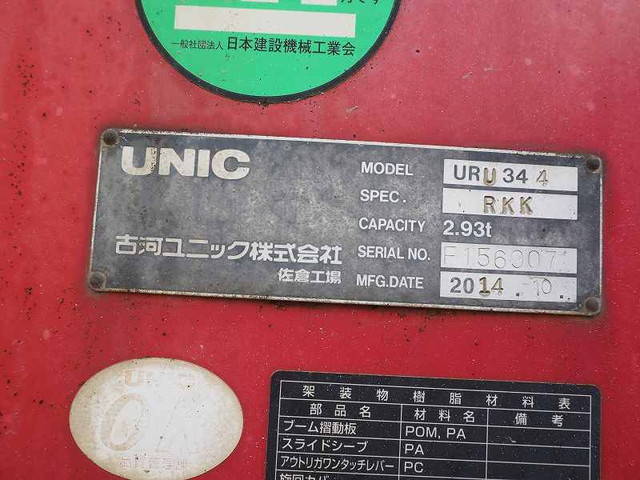 一般社団法人 日本建設機械工業会
UNIC
古河ユニック株式会社
佐倉工場
MODEL URU344
SPEC. RKK
CAPACITY 2.93t
SERIAL NO. F156007
MFG.DATE 2014.10.
架装物樹脂材料表
部品名 材料名 備考
ブーム摺動板 POM, PA
スライドシーブ PA
アウトリガワンタッチレバー PC